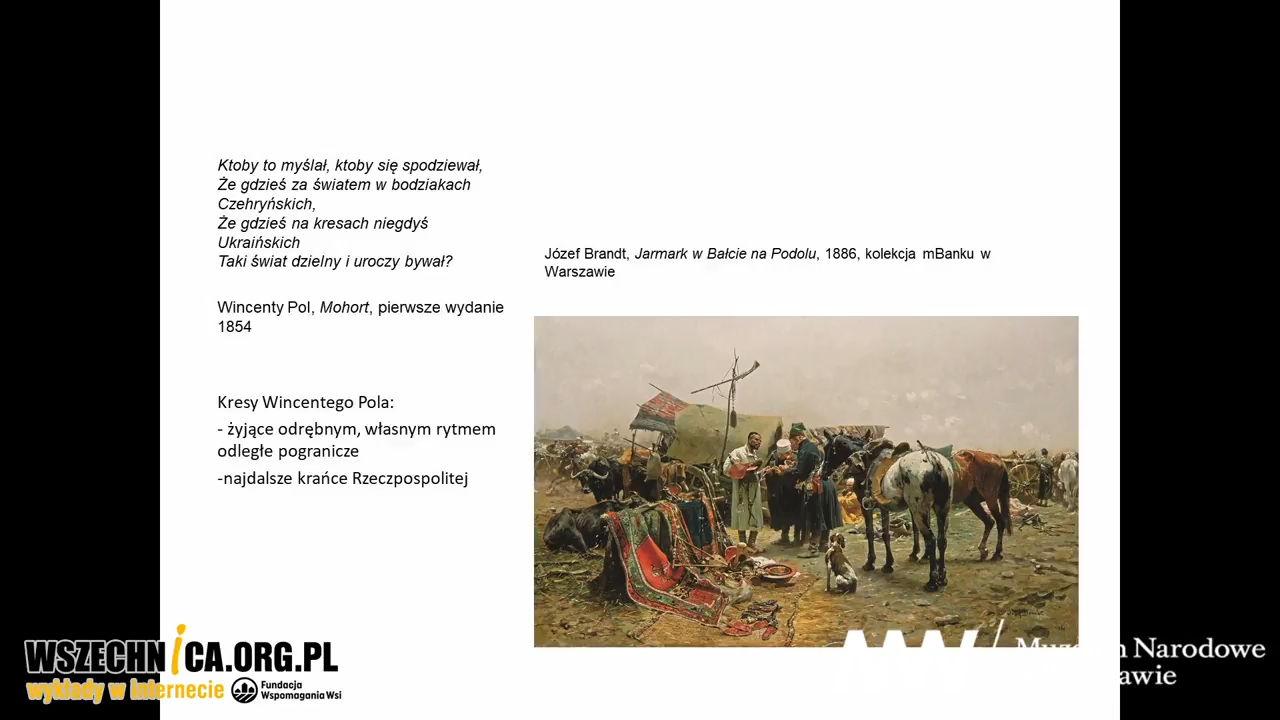 Ktoby to myślał, ktoby się spodziewał,
Że gdzieś za światem w bodziakach
Czehryńskich,
Że gdzieś na kresach niegdyś
Ukraińskich
Taki świat dzielny i uroczy bywał?
Wincenty Pol, Mohort, pierwsze wydanie
1854
Kresy Wincentego Pola:
- żyjące odrębnym, własnym rytmem
odległe pogranicze
-najdalsze krańce Rzeczpospolitej
Józef Brandt, Jarmark w Bałcie na Podolu, 1886, kolekcja mBanku w
Warszawie
WSZECHNICA.ORG.PL
wykłady w internecie
Fundacja
Wspomagania Wsi
Narodowe